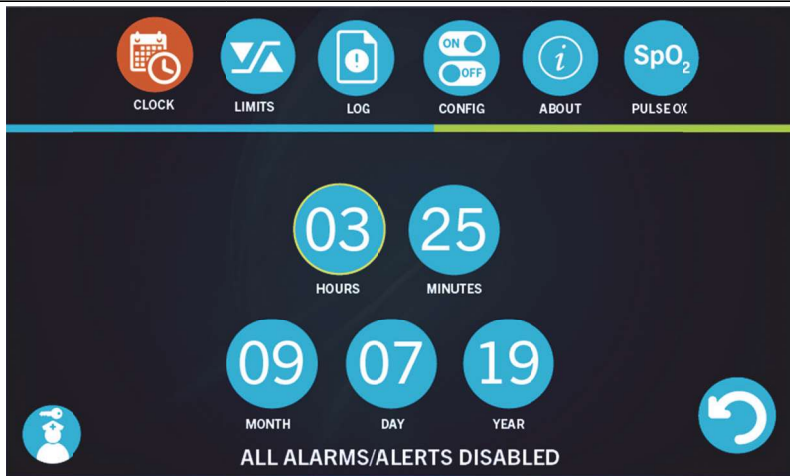 ON
OFF
i
SpO₂
CLOCK LIMITS LOG CONFIG ABOUT PULSE OX
03 25
HOURS MINUTES
09 07 19
MONTH DAY YEAR
ALL ALARMS/ALERTS DISABLED